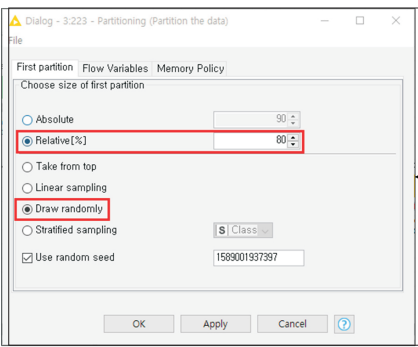 Dialog - 3:223 - Partitioning (Partition the data)
File
First partition Flow Variables Memory Policy
Choose size of first partition
Absolute 90
Relative[%] 80
Take from top
Linear sampling
Draw randomly
Stratified sampling S Class
Use random seed 1589001937397
OK Apply Cancel ?